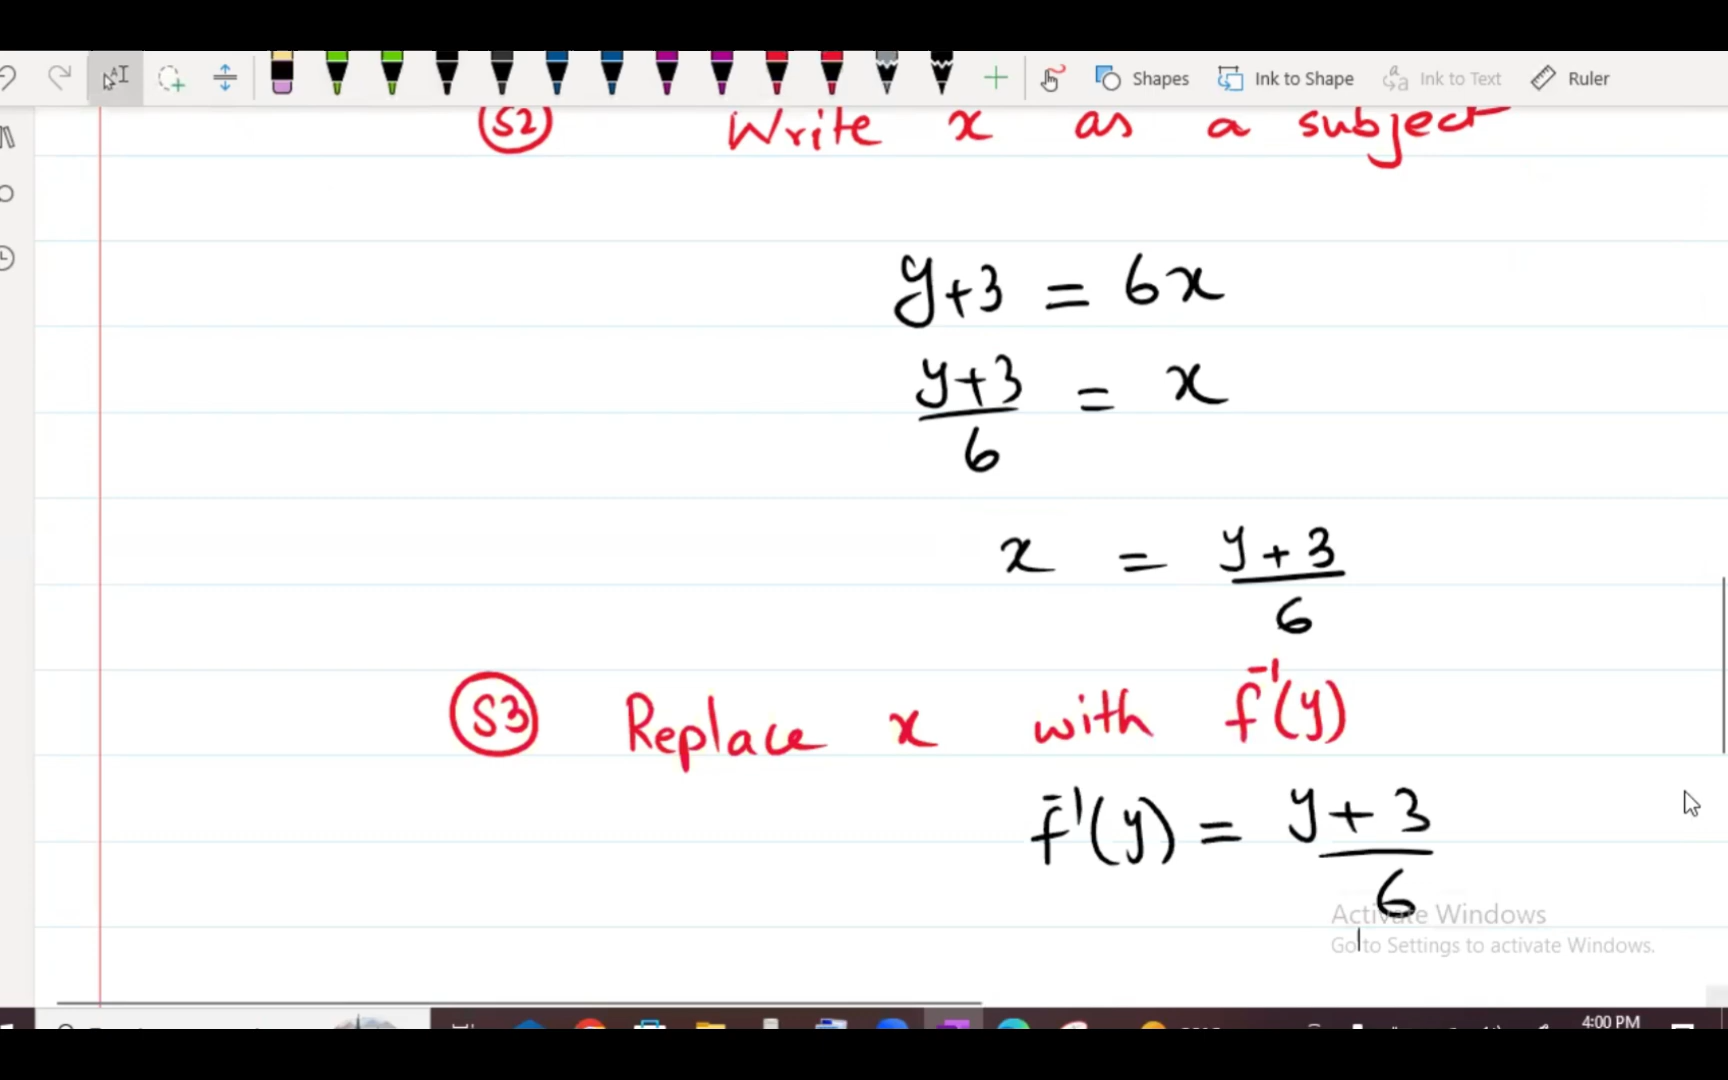 Shapes Ink to Shape Ink to Text Ruler
S2 Write x as a subject
y+3 = 6x
y+3/6 = x
x = y+3/6
S3 Replace x with f⁻¹(y)
f⁻¹(y) = y+3/6
Activate Windows
Go to Settings to activate Windows.
4:00 PM